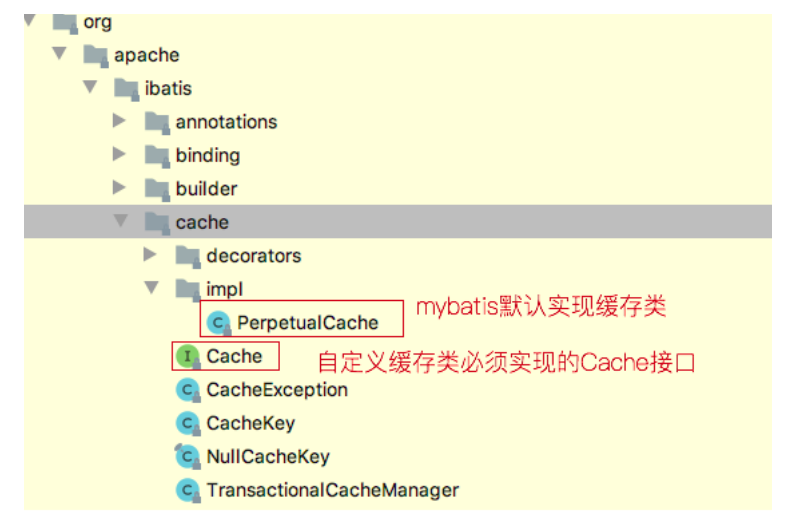 org
apache
ibatis
annotations
binding
builder
cache
decorators
impl
PerpetualCache mybatis默认实现缓存类
Cache 自定义缓存类必须实现的Cache接口
CacheException
CacheKey
NullCacheKey
TransactionalCacheManager